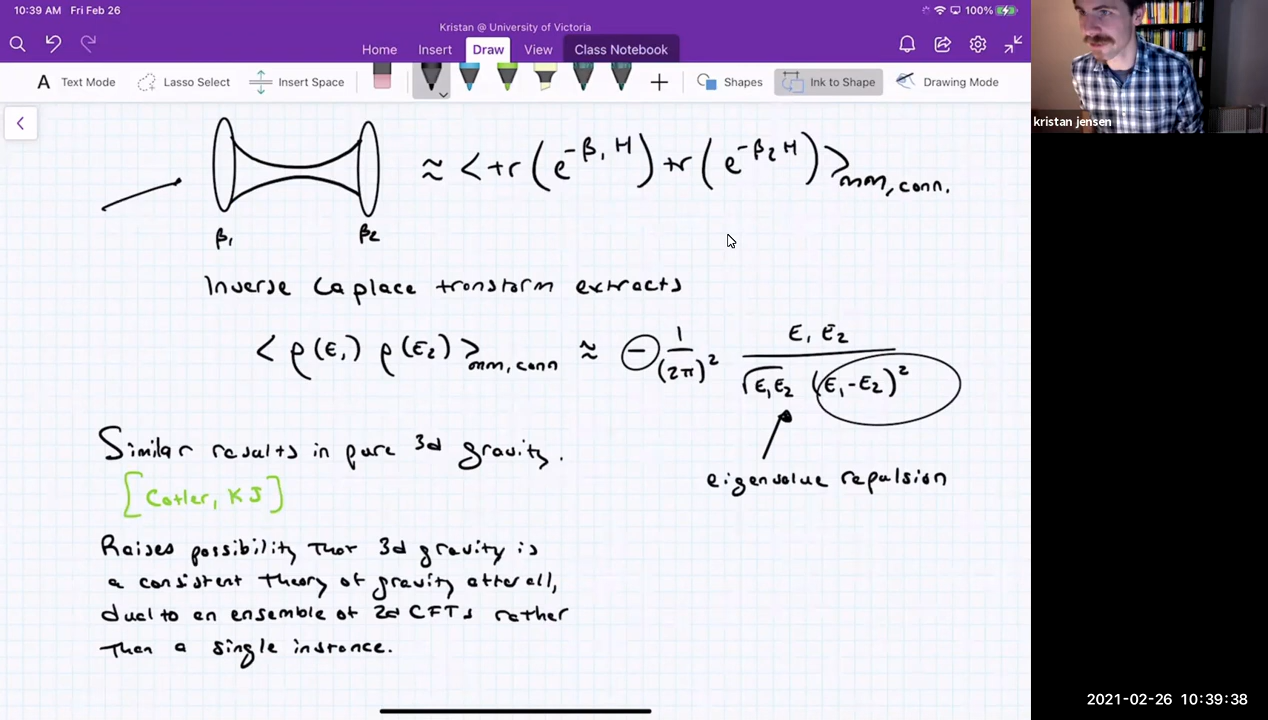 10:39 AM Fri Feb 26
100%
Kristan @ University of Victoria
Home Insert Draw View Class Notebook
A Text Mode Lasso Select Insert Space Shapes Ink to Shape Drawing Mode
kristan jensen
≈ <tr(e^{-β₁H}) tr(e^{-β₂H})>_{mm, conn.}
β₁ β₂
Inverse Laplace transform extracts
<ρ(E₁) ρ(E₂)>_{mm, conn} ≈ - 1/(2π)² E₁E₂/(√E₁E₂ (E₁-E₂)²)
eigenvalue repulsion
Similar results in pure 3d gravity.
[Cotler, KJ]
Raises possibility that 3d gravity is
a consistent theory of gravity after all,
dual to an ensemble of 2d CFTs rather
than a single instance.
2021-02-26 10:39:38